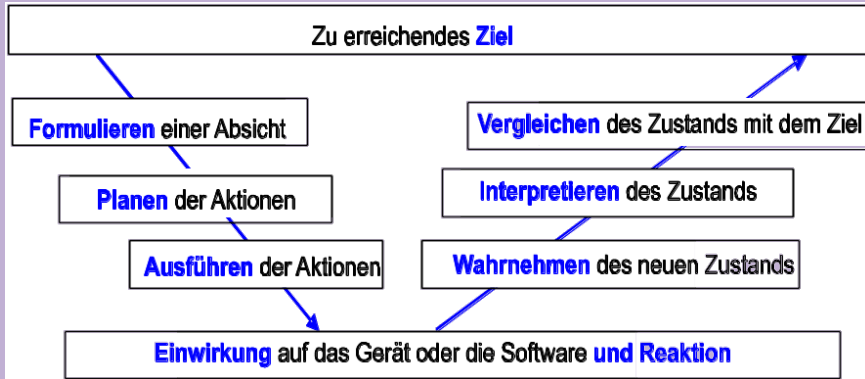 Zu erreichendes Ziel
Formulieren einer Absicht
Planen der Aktionen
Ausführen der Aktionen
Einwirkung auf das Gerät oder die Software und Reaktion
Wahrnehmen des neuen Zustands
Interpretieren des Zustands
Vergleichen des Zustands mit dem Ziel